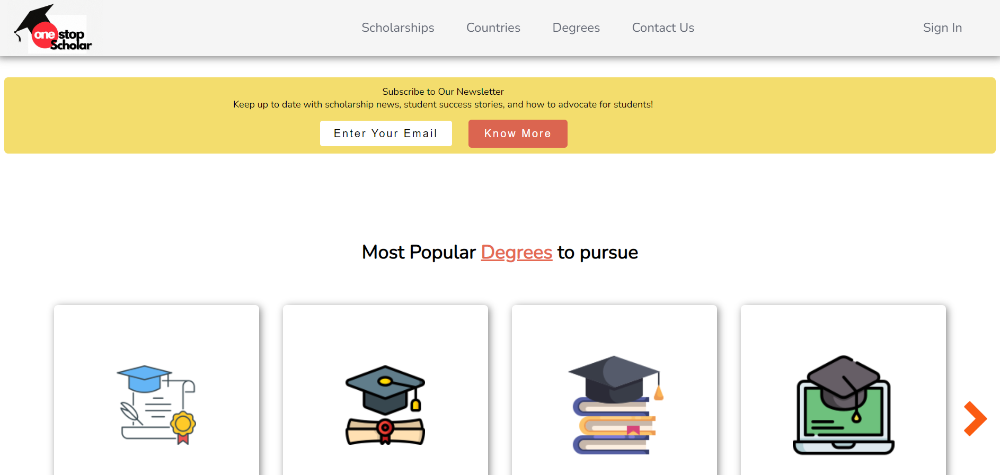 one stop
Scholar
Scholarships Countries Degrees Contact Us Sign In
Subscribe to Our Newsletter
Keep up to date with scholarship news, student success stories, and how to advocate for students!
Enter Your Email Know More
Most Popular Degrees to pursue